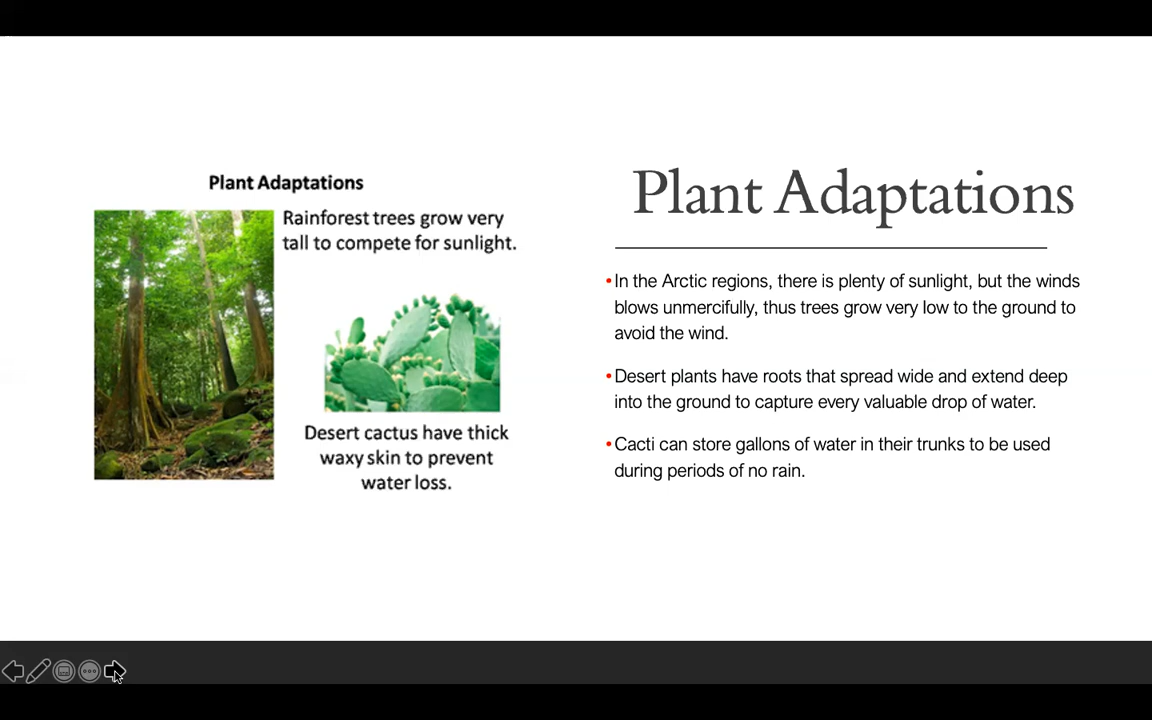 Plant Adaptations
Rainforest trees grow very
tall to compete for sunlight.
Desert cactus have thick
waxy skin to prevent
water loss.
Plant Adaptations
•In the Arctic regions, there is plenty of sunlight, but the winds
blows unmercifully, thus trees grow very low to the ground to
avoid the wind.
•Desert plants have roots that spread wide and extend deep
into the ground to capture every valuable drop of water.
•Cacti can store gallons of water in their trunks to be used
during periods of no rain.